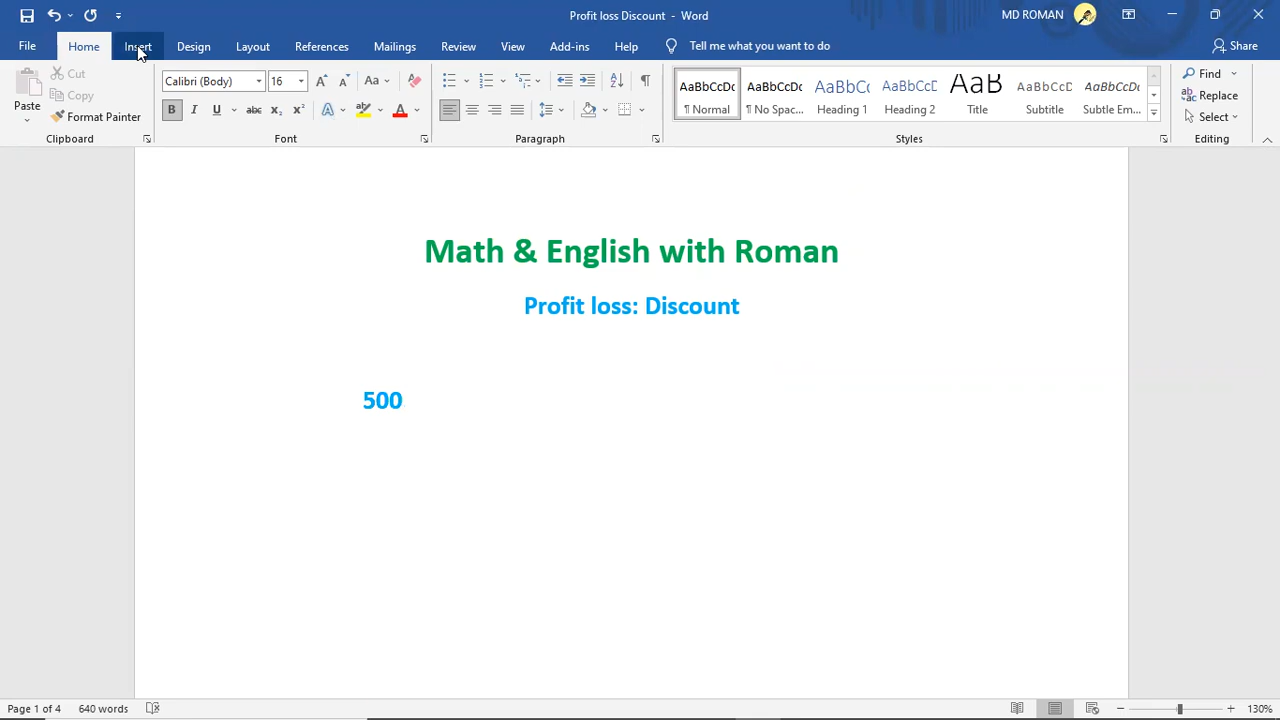 Profit loss Discount - Word
MD ROMAN
File Home Insert Design Layout References Mailings Review View Add-ins Help Tell me what you want to do Share
Paste
Cut
Copy
Format Painter
Clipboard
Calibri (Body) 16
Font
Paragraph
AaBbCcDc
¶ Normal
AaBbCcDc
¶ No Spac...
AaBbC
Heading 1
AaBbCcD
Heading 2
AaB
Title
AaBbCcD
Subtitle
AaBbCcDc
Subtle Em...
Styles
Find
Replace
Select
Editing
Math & English with Roman
Profit loss: Discount
500
Page 1 of 4 640 words 130%